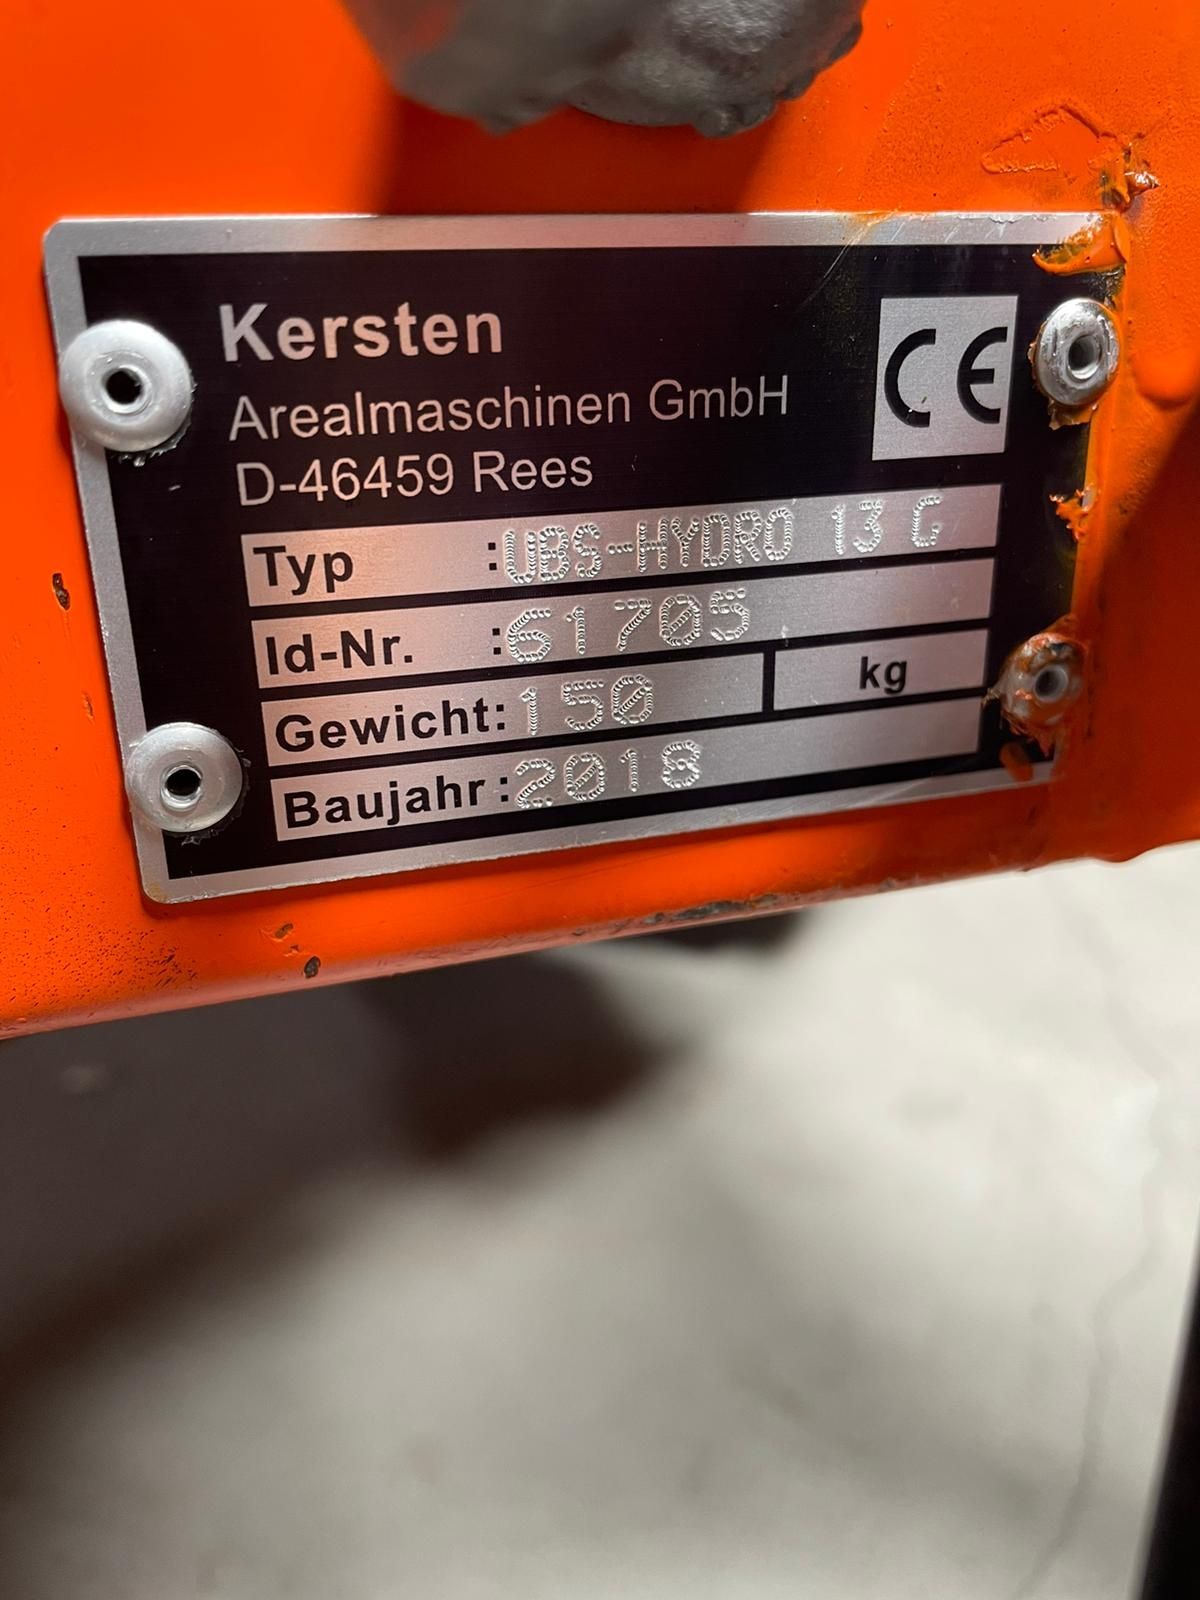 Kersten
Arealmaschinen GmbH
D-46459 Rees
CE
Typ :UBS-HYDRO 13 G
Id-Nr. :61705
Gewicht:150 kg
Baujahr:2018